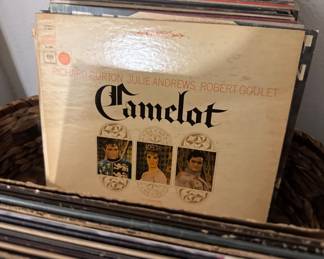 RICHARD BURTON, JULIE ANDREWS, ROBERT GOULET
Camelot